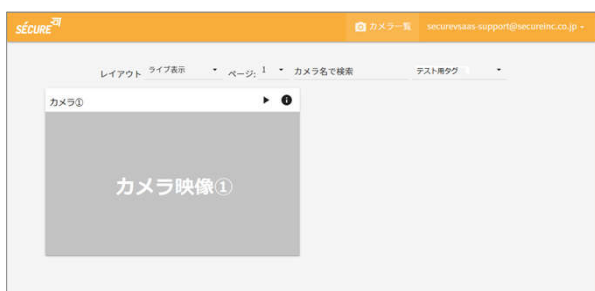 SÉCURE
カメラ一覧 securevsaas-support@secureinc.co.jp
レイアウト ライブ表示 ページ: 1 カメラ名で検索 テスト用タグ
カメラ①
カメラ映像①